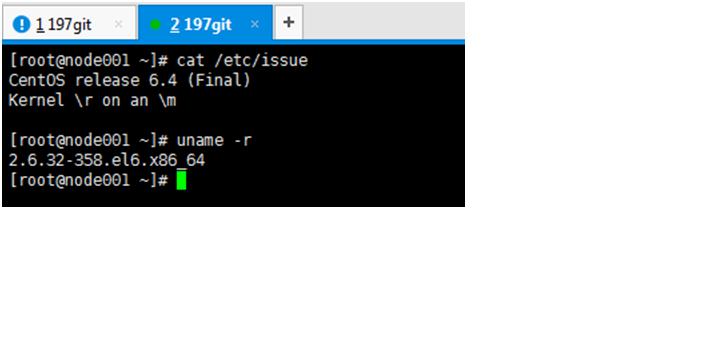 1 197git × 2 197git × +
[root@node001 ~]# cat /etc/issue
CentOS release 6.4 (Final)
Kernel \r on an \m
[root@node001 ~]# uname -r
2.6.32-358.el6.x86_64
[root@node001 ~]#